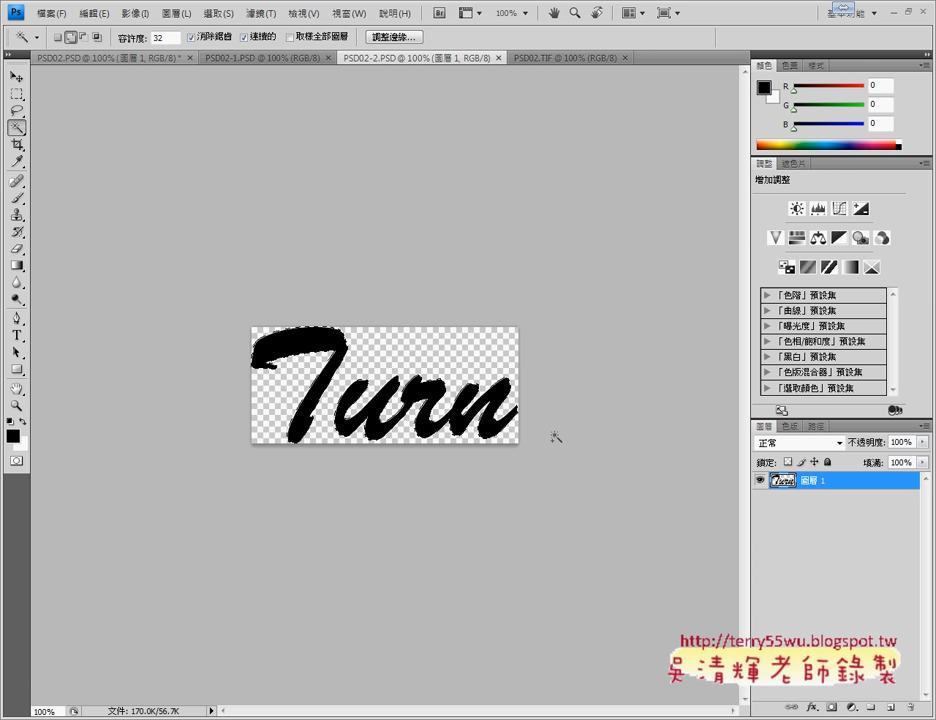 Ps 檔案(F) 編輯(E) 影像(I) 圖層(L) 選取(S) 濾鏡(T) 檢視(V) 視窗(W) 說明(H) Br 100% 基本功能
容許度: 32 消除鋸齒 連續的 取樣全部圖層 調整邊緣...
PSD02.PSD @ 100% (圖層 1, RGB/8) * × PSD02-1.PSD @ 100% (RGB/8) × PSD02-2.PSD @ 100% (圖層 1, RGB/8) × PSD02.TIF @ 100% (RGB/8) ×
顏色 色票 樣式
R 0
G 0
B 0
調整 遮色片
增加調整
「色階」預設集
「曲線」預設集
「曝光度」預設集
「色相/飽和度」預設集
「黑白」預設集
「色版混合器」預設集
「選取顏色」預設集
Turn
圖層 色版 路徑
正常 不透明度: 100%
鎖定: 填滿: 100%
Turn 圖層 1
http://terry55wu.blogspot.tw
吳清輝老師錄製
100% 文件: 170.0K/56.7K